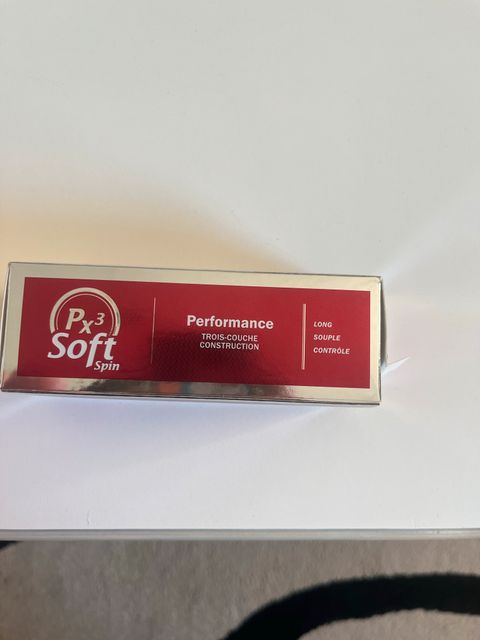 Px³
Soft
Spin
Performance
TROIS-COUCHE
CONSTRUCTION
LONG
SOUPLE
CONTRÔLE